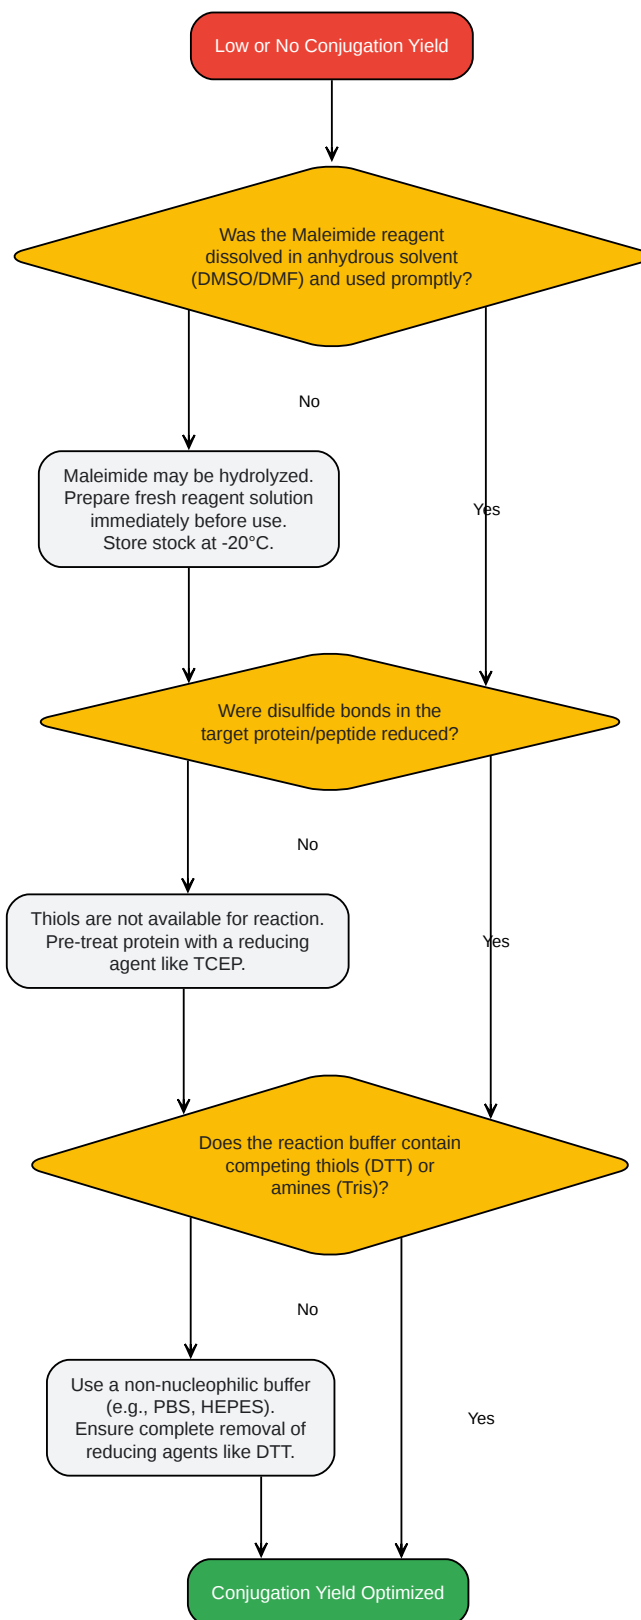 Low or No Conjugation Yield
Was the Maleimide reagent
dissolved in anhydrous solvent
(DMSO/DMF) and used promptly?
No
Maleimide may be hydrolyzed.
Prepare fresh reagent solution
immediately before use.
Store stock at -20°C.
Yes
Were disulfide bonds in the
target protein/peptide reduced?
No
Thiols are not available for reaction.
Pre-treat protein with a reducing
agent like TCEP.
Yes
Does the reaction buffer contain
competing thiols (DTT) or
amines (Tris)?
No
Use a non-nucleophilic buffer
(e.g., PBS, HEPES).
Ensure complete removal of
reducing agents like DTT.
Yes
Conjugation Yield Optimized